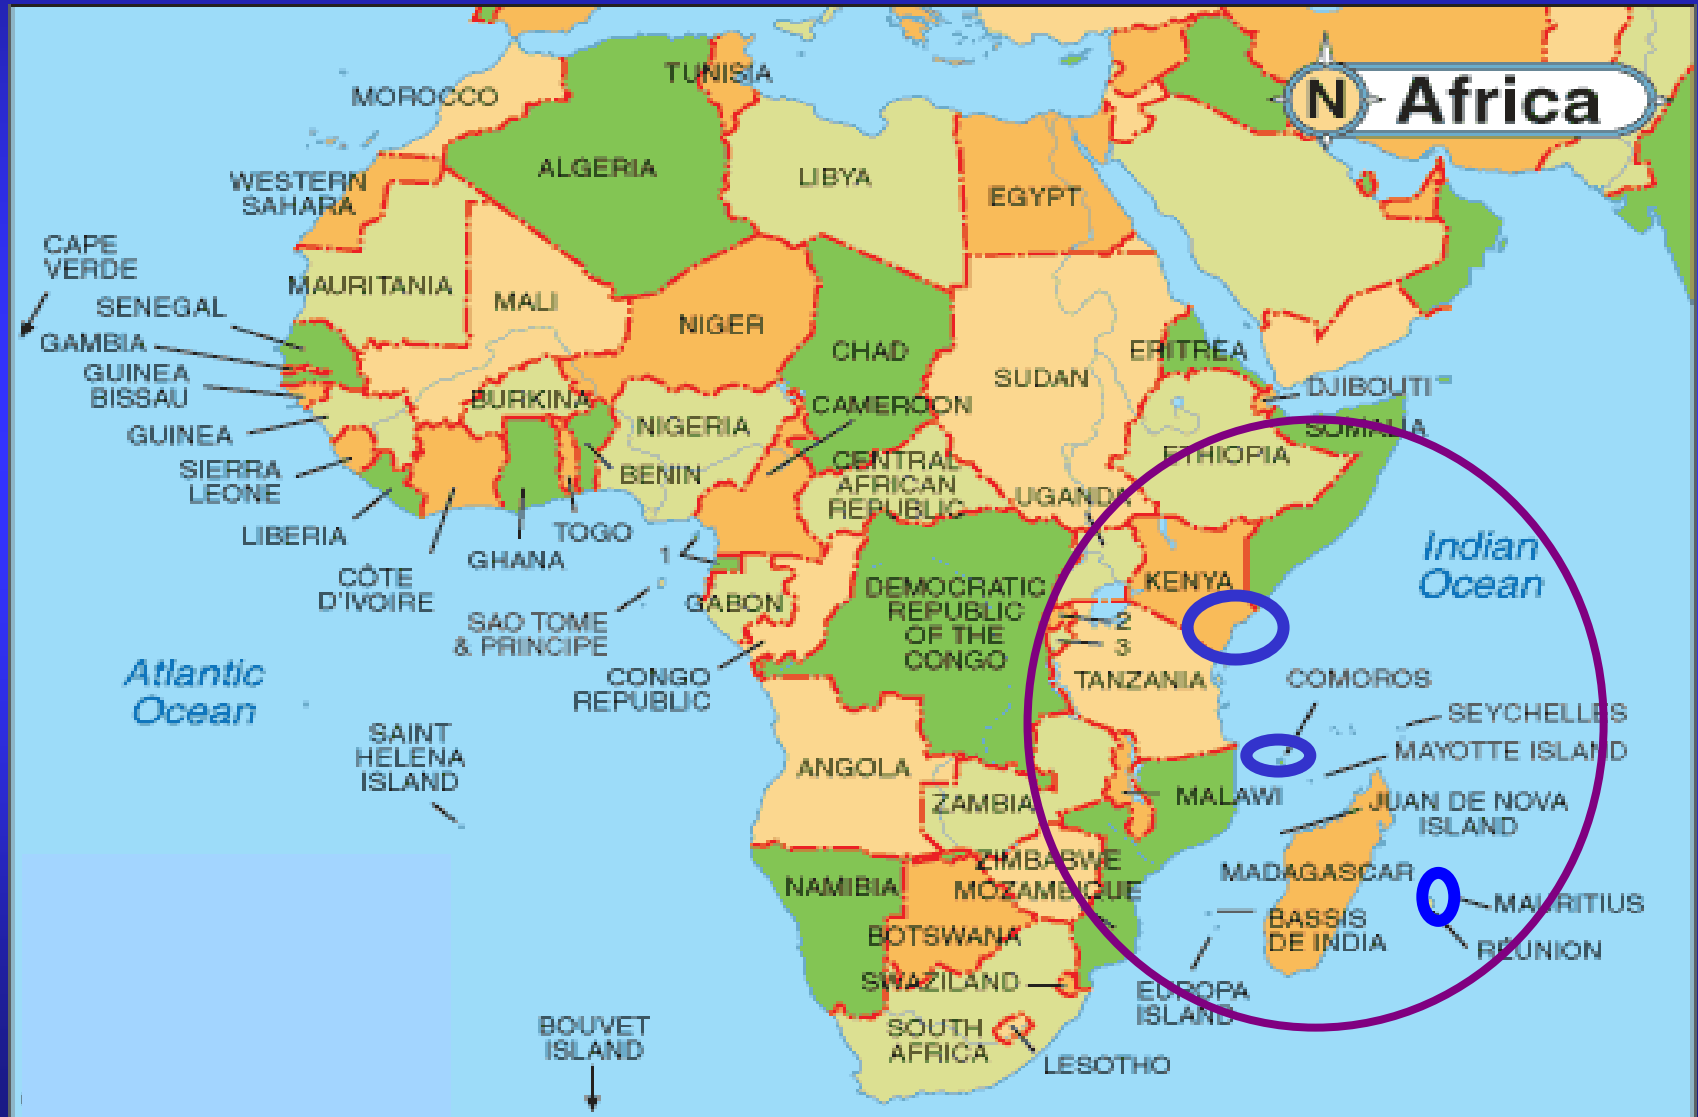 N Africa
TUNISIA
MOROCCO
ALGERIA
LIBYA
EGYPT
WESTERN
SAHARA
CAPE
VERDE
MAURITANIA
MALI
NIGER
CHAD
SUDAN
ERITREA
DJIBOUTI
SENEGAL
GAMBIA
GUINEA
BISSAU
GUINEA
SIERRA
LEONE
LIBERIA
CÔTE
D'IVOIRE
BURKINA
GHANA
TOGO
BENIN
NIGERIA
CAMEROON
CENTRAL
AFRICAN
REPUBLIC
SOMALIA
ETHIOPIA
UGANDA
KENYA
Indian
Ocean
1
GABON
SAO TOME
& PRINCIPE
CONGO
REPUBLIC
DEMOCRATIC
REPUBLIC
OF THE
CONGO
2
3
TANZANIA
COMOROS
SEYCHELLES
MAYOTTE ISLAND
Atlantic
Ocean
SAINT
HELENA
ISLAND
ANGOLA
ZAMBIA
MALAWI
JUAN DE NOVA
ISLAND
ZIMBABWE
MOZAMBIQUE
MADAGASCAR
NAMIBIA
BOTSWANA
BASSIS
DE INDIA
MAURITIUS
RÉUNION
SWAZILAND
EUROPA
ISLAND
SOUTH
AFRICA
LESOTHO
BOUVET
ISLAND